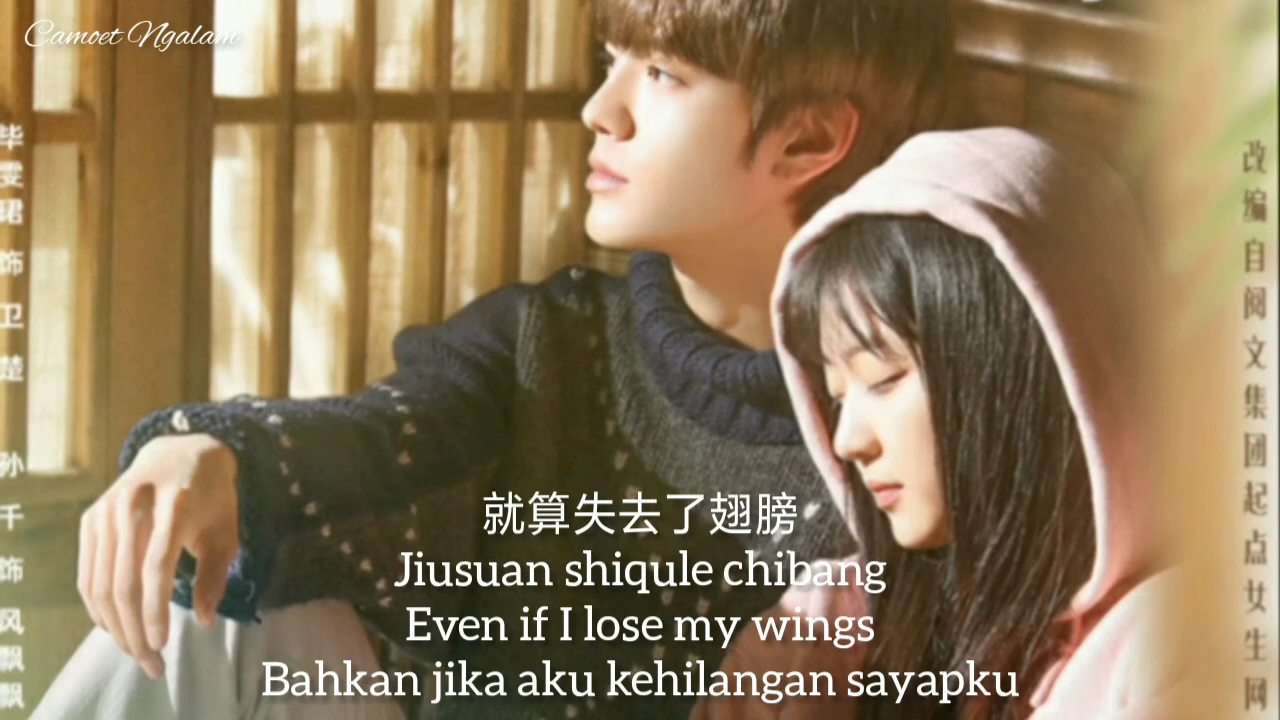 Camoet Ngalam
毕雯珺 饰 卫楚 孙千 饰 风飘飘
改编自阅文集团起点女生网
就算失去了翅膀
Jiusuan shiqule chibang
Even if I lose my wings
Bahkan jika aku kehilangan sayapku